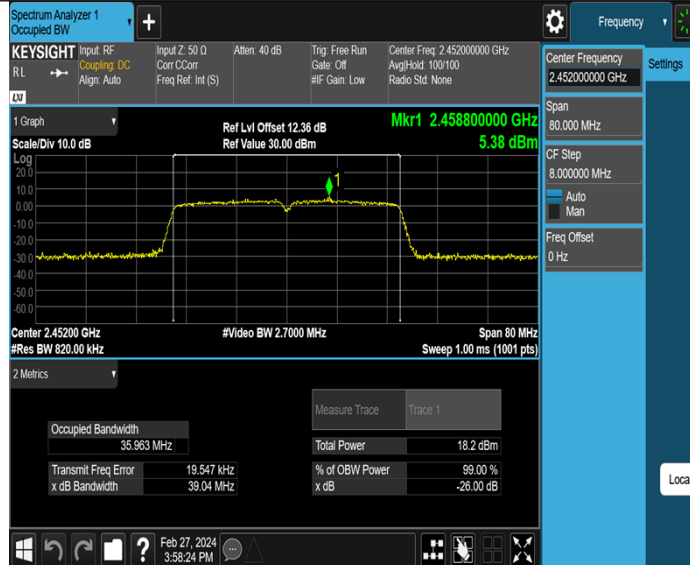 Spectrum Analyzer 1
Occupied BW
Frequency
KEYSIGHT
RL
LXI
Input: RF
Coupling: DC
Align: Auto
Input Z: 50 Ω
Corr CCorr
Freq Ref: Int (S)
Atten: 40 dB
Trig: Free Run
Gate: Off
#IF Gain: Low
Center Freq: 2.452000000 GHz
Avg|Hold: 100/100
Radio Std: None
Center Frequency
2.452000000 GHz
Settings
Span
80.000 MHz
CF Step
8.000000 MHz
Auto
Man
Freq Offset
0 Hz
Loca
1 Graph
Scale/Div 10.0 dB
Ref Lvl Offset 12.36 dB
Ref Value 30.00 dBm
Mkr1 2.458800000 GHz
5.38 dBm
Log
20.0
10.0
0.00
-10.0
-20.0
-30.0
-40.0
-50.0
-60.0
1
Center 2.45200 GHz
#Res BW 820.00 kHz
#Video BW 2.7000 MHz
Span 80 MHz
Sweep 1.00 ms (1001 pts)
2 Metrics
Measure Trace
Trace 1
Occupied Bandwidth
35.963 MHz
Total Power
18.2 dBm
Transmit Freq Error
19.547 kHz
% of OBW Power
99.00 %
x dB Bandwidth
39.04 MHz
x dB
-26.00 dB
?
Feb 27, 2024
3:58:24 PM